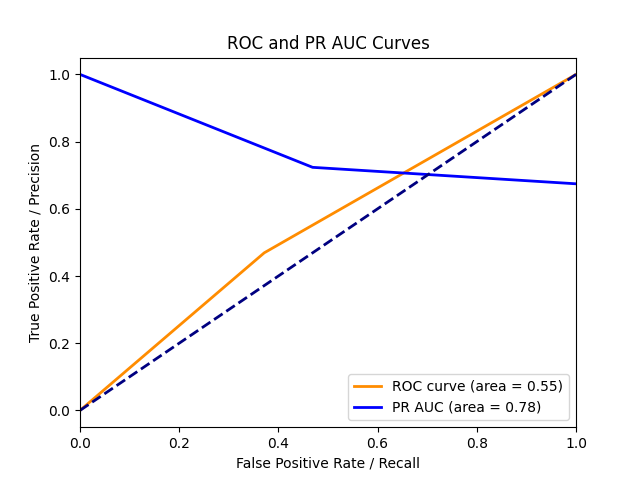 ROC and PR AUC Curves
True Positive Rate / Precision
1.0
0.8
0.6
0.4
0.2
0.0
0.0 0.2 0.4 0.6 0.8 1.0
False Positive Rate / Recall
ROC curve (area = 0.55)
PR AUC (area = 0.78)